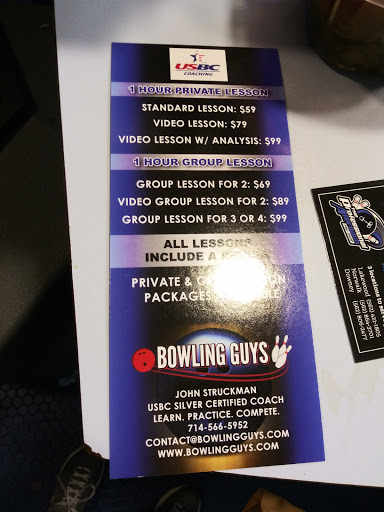 USBC
COACHING
1 HOUR PRIVATE LESSON
STANDARD LESSON: $59
VIDEO LESSON: $79
VIDEO LESSON W/ ANALYSIS: $99
1 HOUR GROUP LESSON
GROUP LESSON FOR 2: $69
VIDEO GROUP LESSON FOR 2: $89
GROUP LESSON FOR 3 OR 4: $99
ALL LESSONS
INCLUDE A
PRIVATE &
PACKAGES
BOWLING GUYS
JOHN STRUCKMAN
USBC SILVER CERTIFIED COACH
LEARN. PRACTICE. COMPETE.
714-566-5952
CONTACT@BOWLINGGUYS.COM
WWW.BOWLINGGUYS.COM
Lakewood
Norwalk
Downey